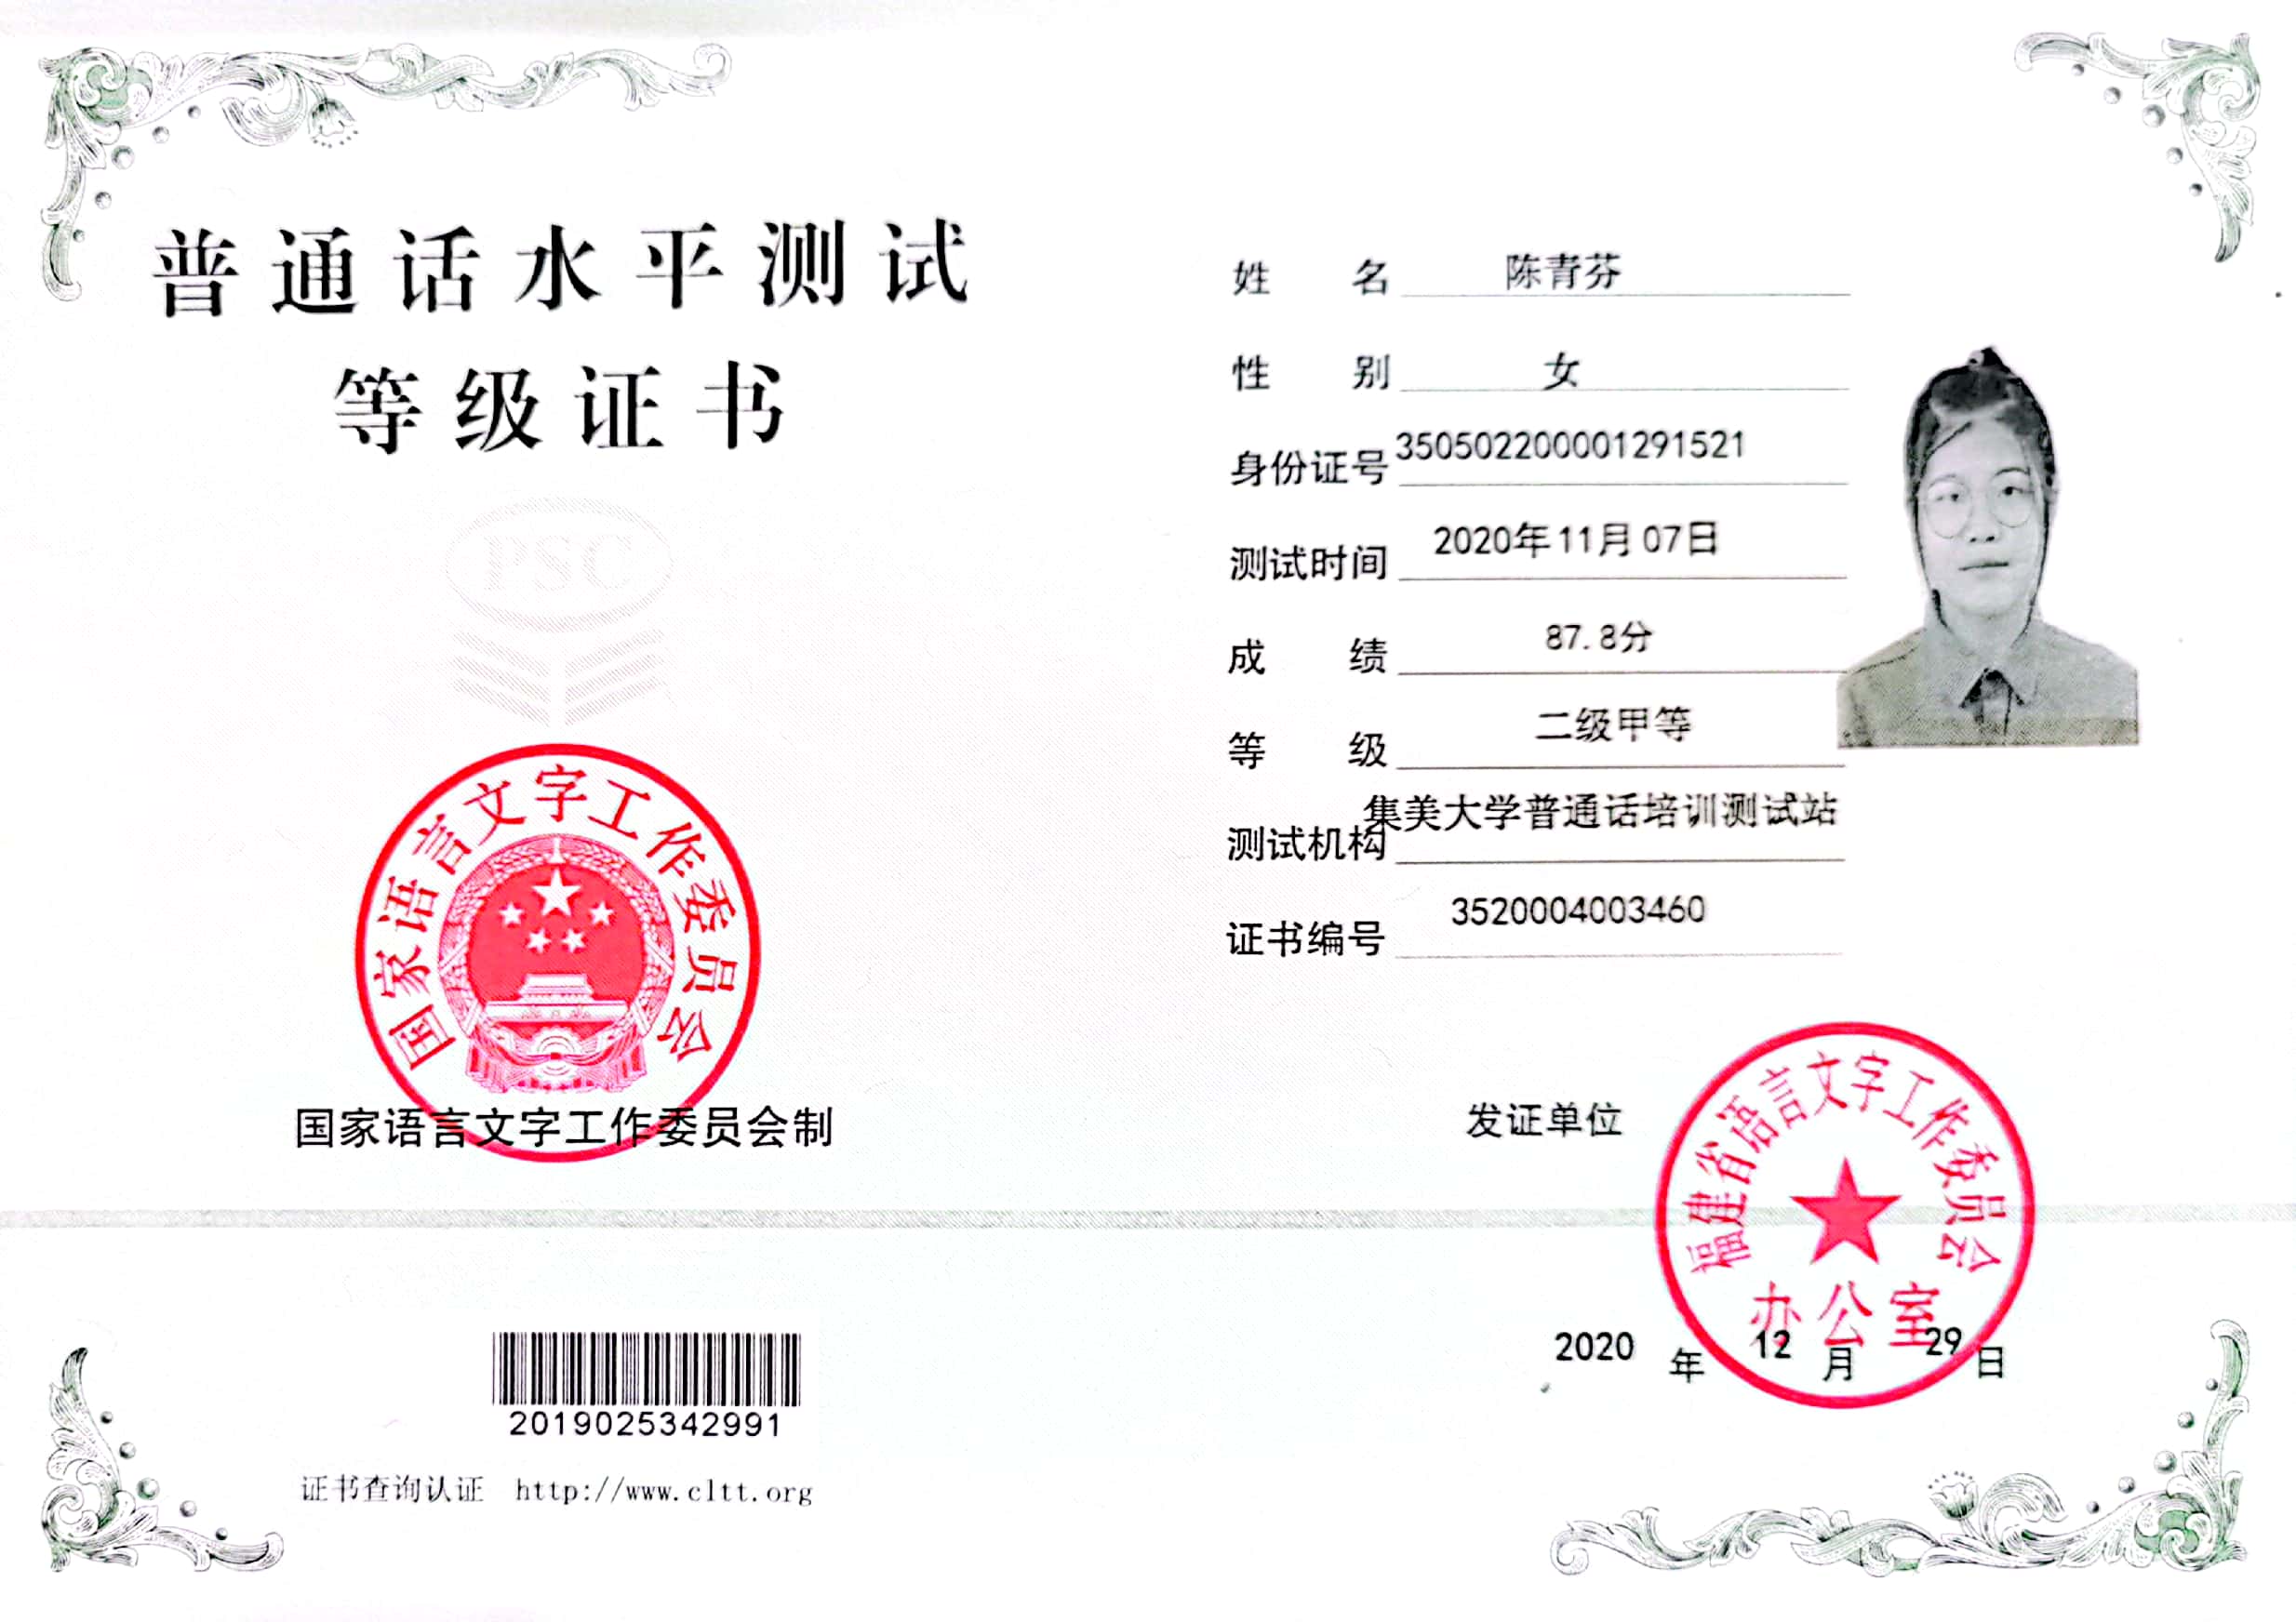 普通话水平测试
等级证书
PSC
国家语言文字工作委员会
国家语言文字工作委员会制
2019025342991
证书查询认证 http://www.cltt.org
姓 名 陈青芬
性 别 女
身份证号 350502200001291521
测试时间 2020年11月07日
成 绩 87.8分
等 级 二级甲等
测试机构 集美大学普通话培训测试站
证书编号 3520004003460
发证单位
福建省语言文字工作委员会
办公室
2020 年 12 月 29 日